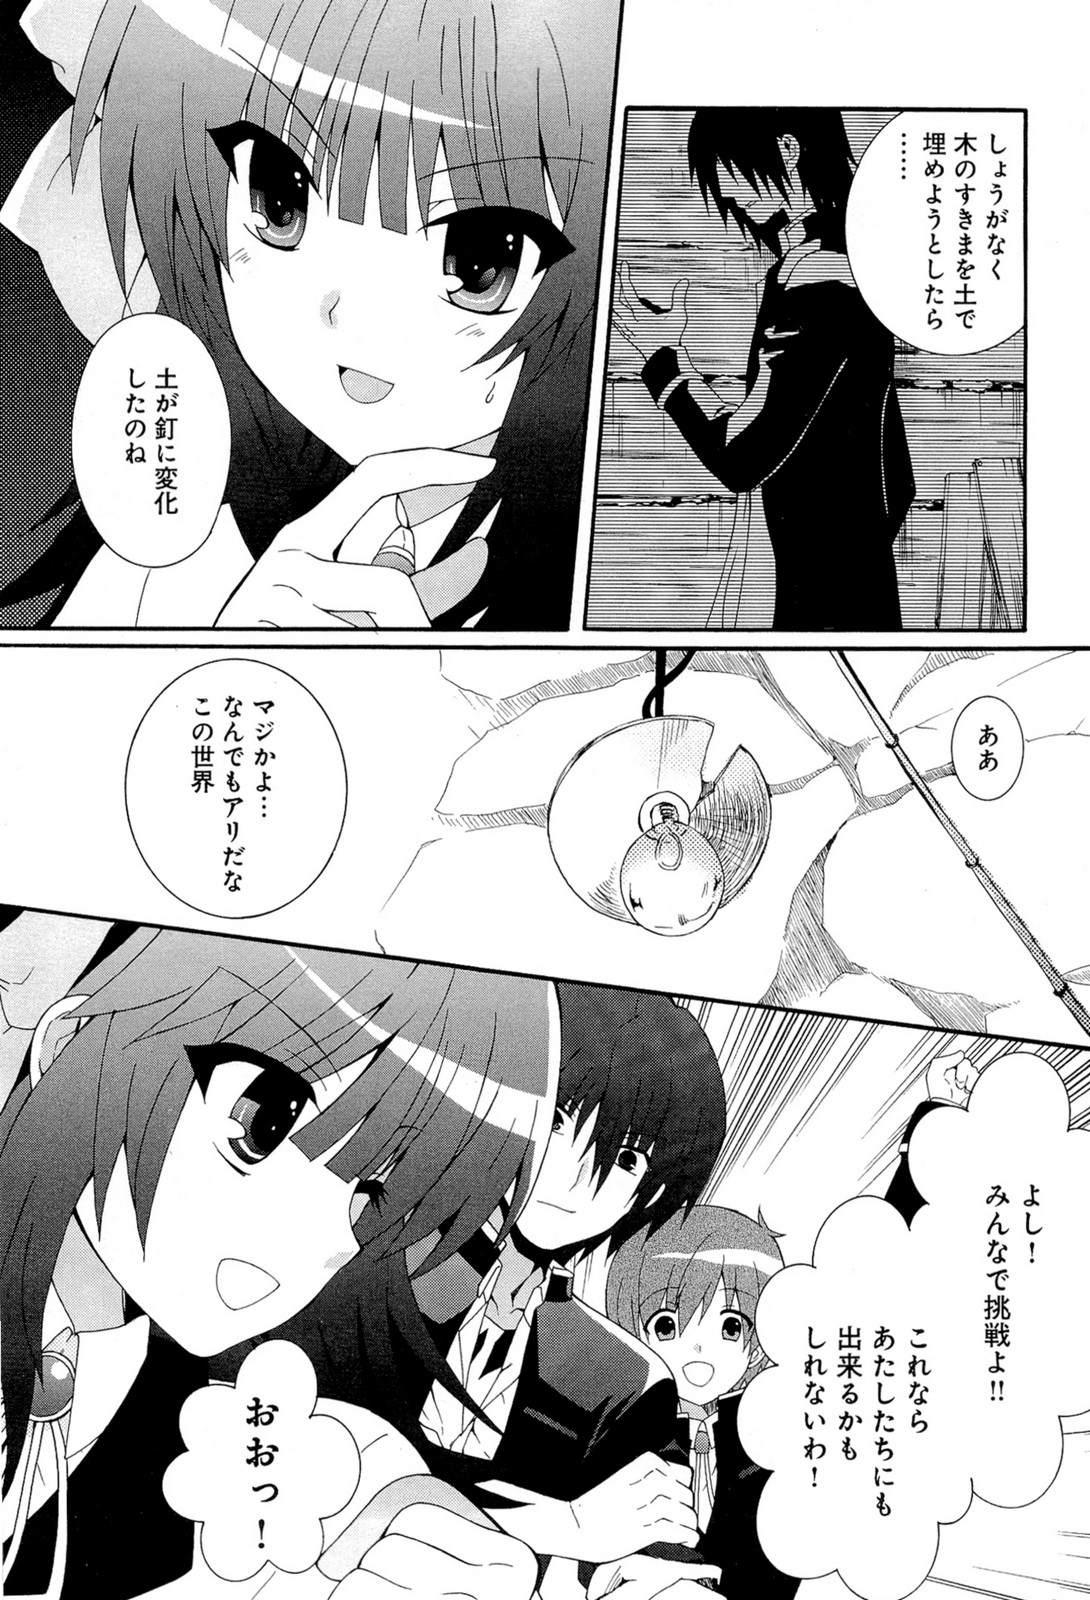 しょうがなく
木のすきまを土で
埋めようとしたら
……
土が釘に変化
したのね
ああ
マジかよ…
なんでもアリだな
この世界
よし！
みんなで挑戦よ!!
これなら
あたしたちにも
出来るかも
しれないわ！
おおっ！